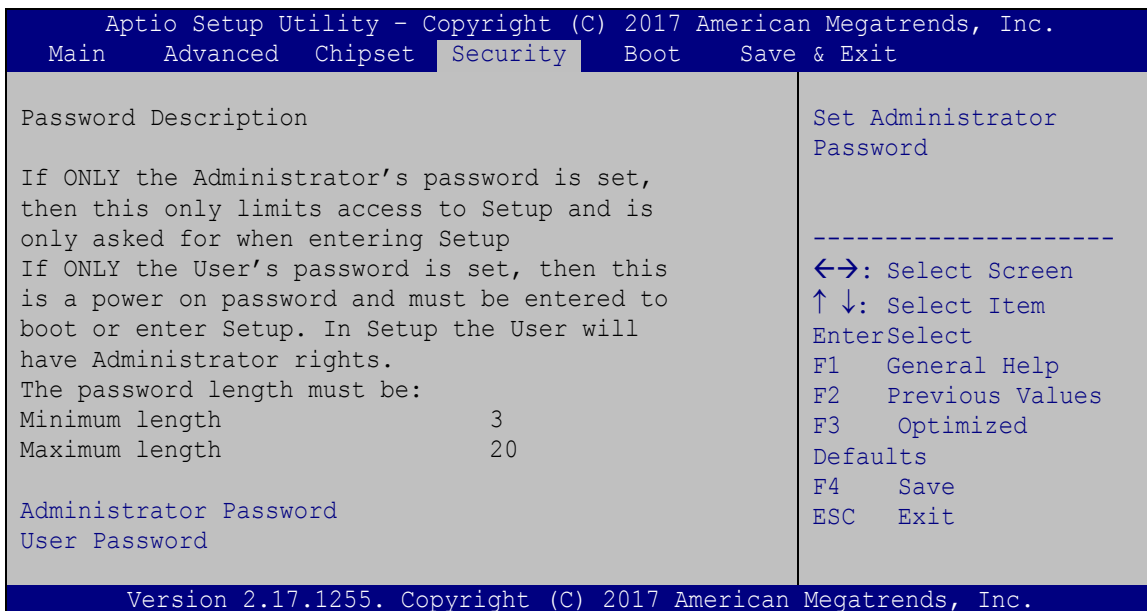 Aptio Setup Utility – Copyright (C) 2017 American Megatrends, Inc.
Main Advanced Chipset Security Boot Save & Exit
Password Description
If ONLY the Administrator’s password is set,
then this only limits access to Setup and is
only asked for when entering Setup
If ONLY the User’s password is set, then this
is a power on password and must be entered to
boot or enter Setup. In Setup the User will
have Administrator rights.
The password length must be:
Minimum length 3
Maximum length 20
Administrator Password
User Password
Set Administrator
Password
---------------------
←→: Select Screen
↑ ↓: Select Item
EnterSelect
F1 General Help
F2 Previous Values
F3 Optimized
Defaults
F4 Save
ESC Exit
Version 2.17.1255. Copyright (C) 2017 American Megatrends, Inc.